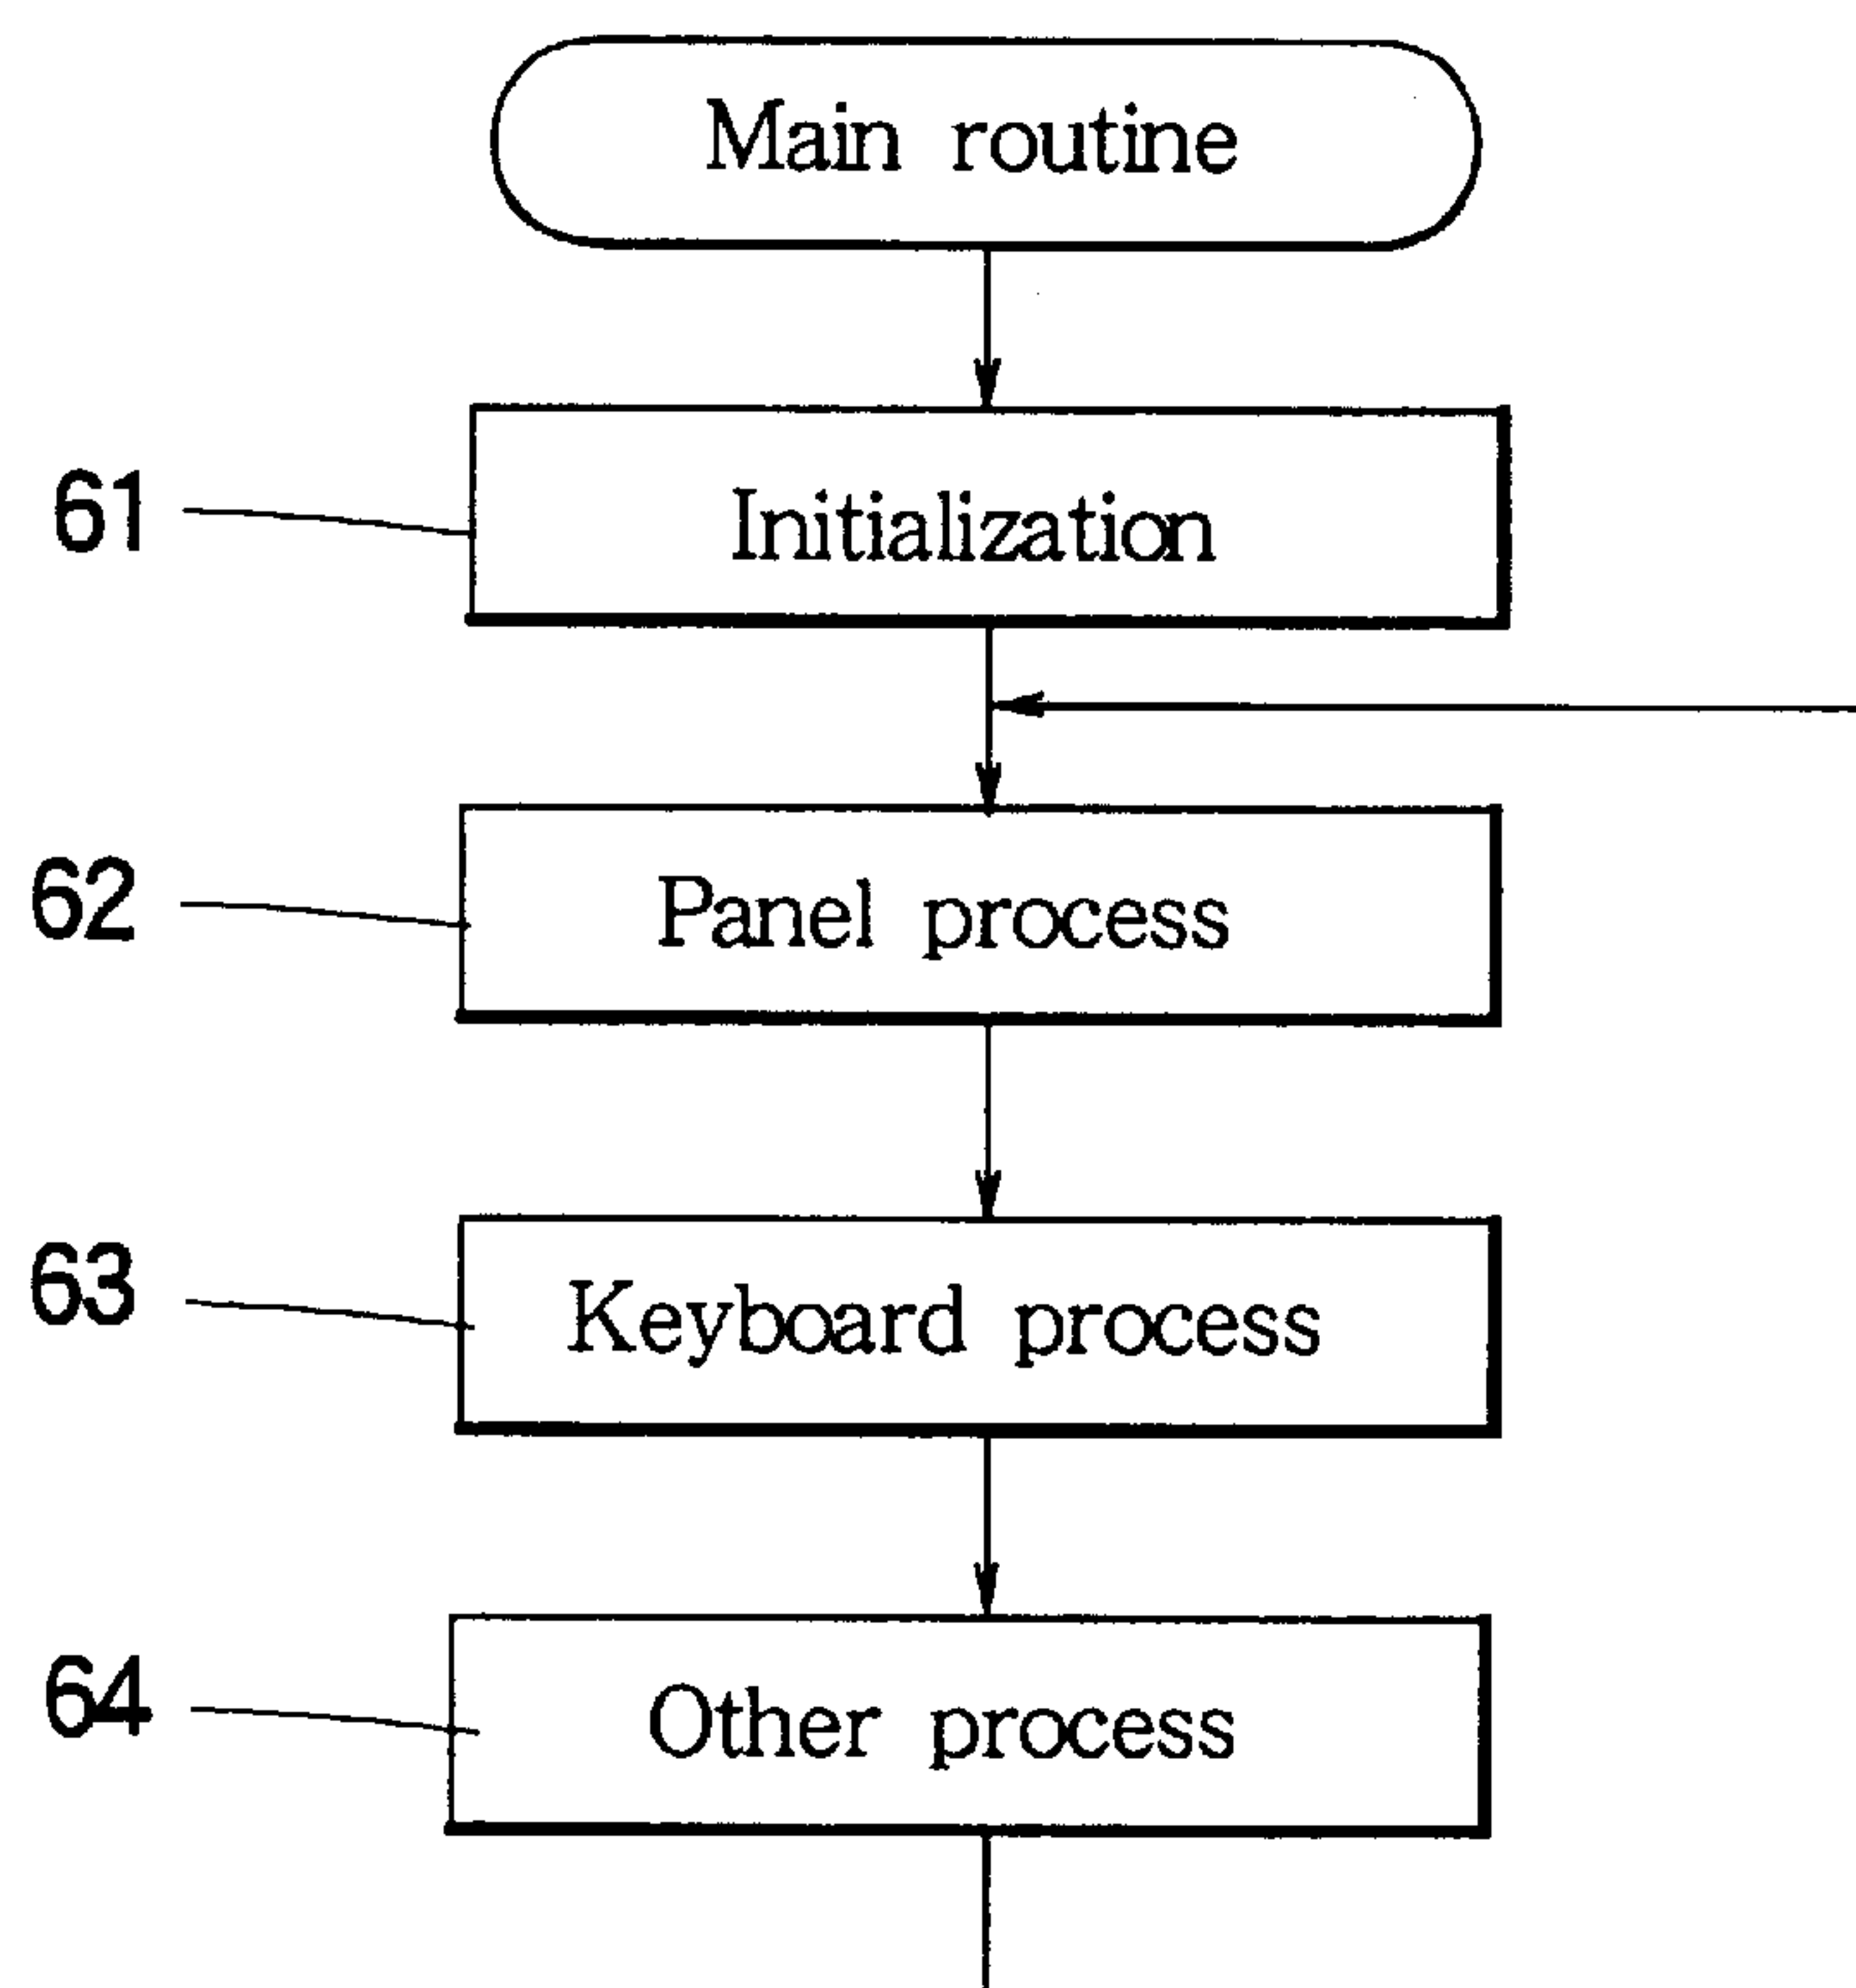 Main routine
61
Initialization
62
Panel process
63
Keyboard process
64
Other process